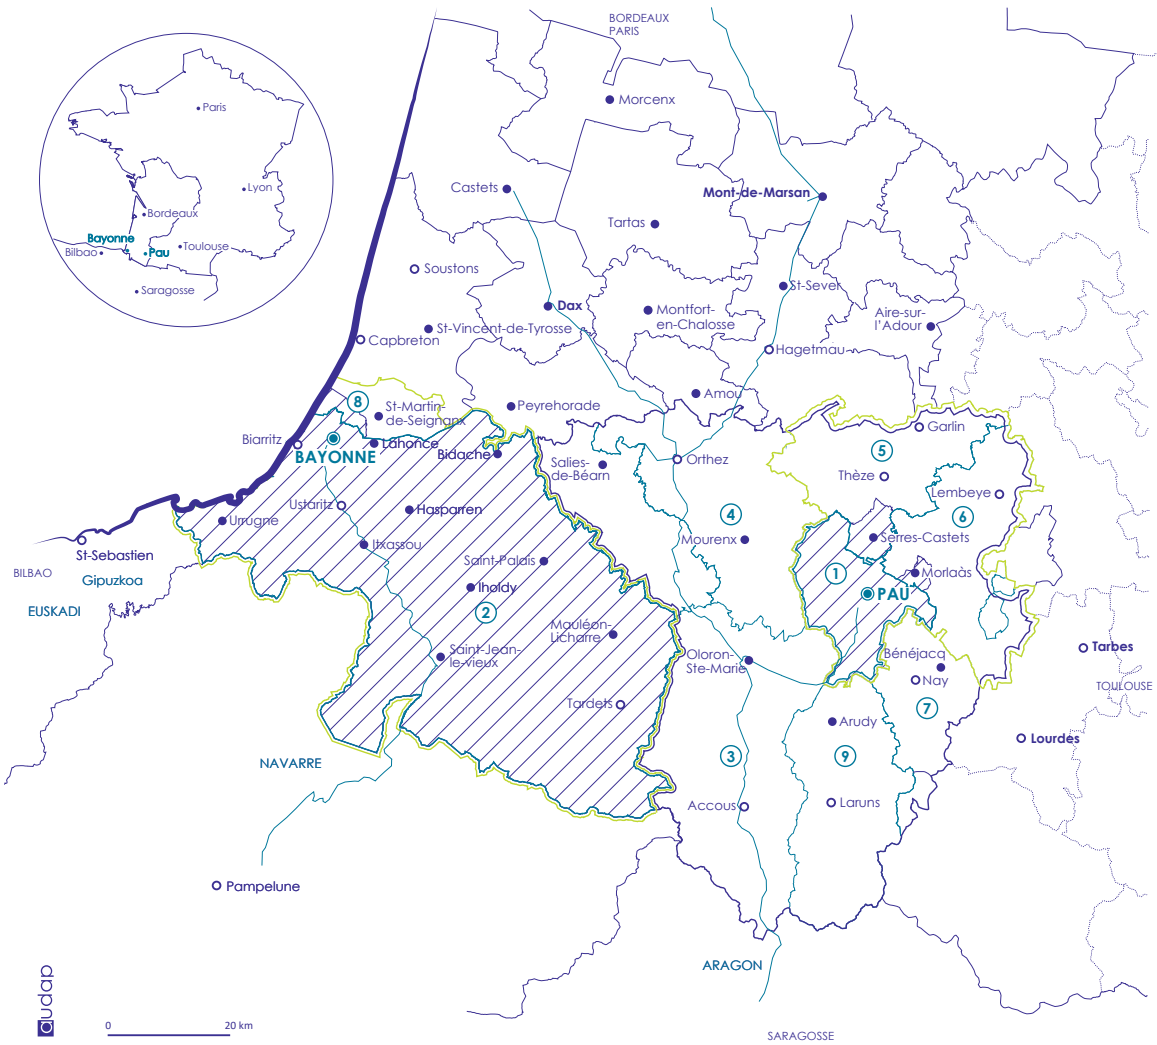 BORDEAUX
PARIS
Paris
Lyon
Bordeaux
Bayonne
Bilbao
Pau
Toulouse
Saragosse
Morcenx
Castets
Mont-de-Marsan
Tartas
Soustons
St-Sever
Dax
Montfort-
en-Chalosse
Aire-sur-
l'Adour
St-Vincent-de-Tyrosse
Capbreton
Hagetmau
Amou
8
St-Martin-
de-Seignanx
Peyrehorade
Garlin
Biarritz
Lahonce
BAYONNE
Bidache
Salies-
de-Béarn
Orthez
5
Thèze
Lembeye
Ustaritz
Hasparren
Urrugne
4
6
Mourenx
Serres-Castets
Itxassou
St-Sebastien
BILBAO
Gipuzkoa
EUSKADI
Saint-Palais
Iholdy
2
1
Morlaàs
PAU
Mauléon-
Licharre
Saint-Jean-
le-vieux
Oloron-
Ste-Marie
Bénéjacq
Nay
Tarbes
TOULOUSE
Tardets
7
Arudy
Lourdes
NAVARRE
3
9
Accous
Laruns
Pampelune
ARAGON
audap
0
20 km
SARAGOSSE